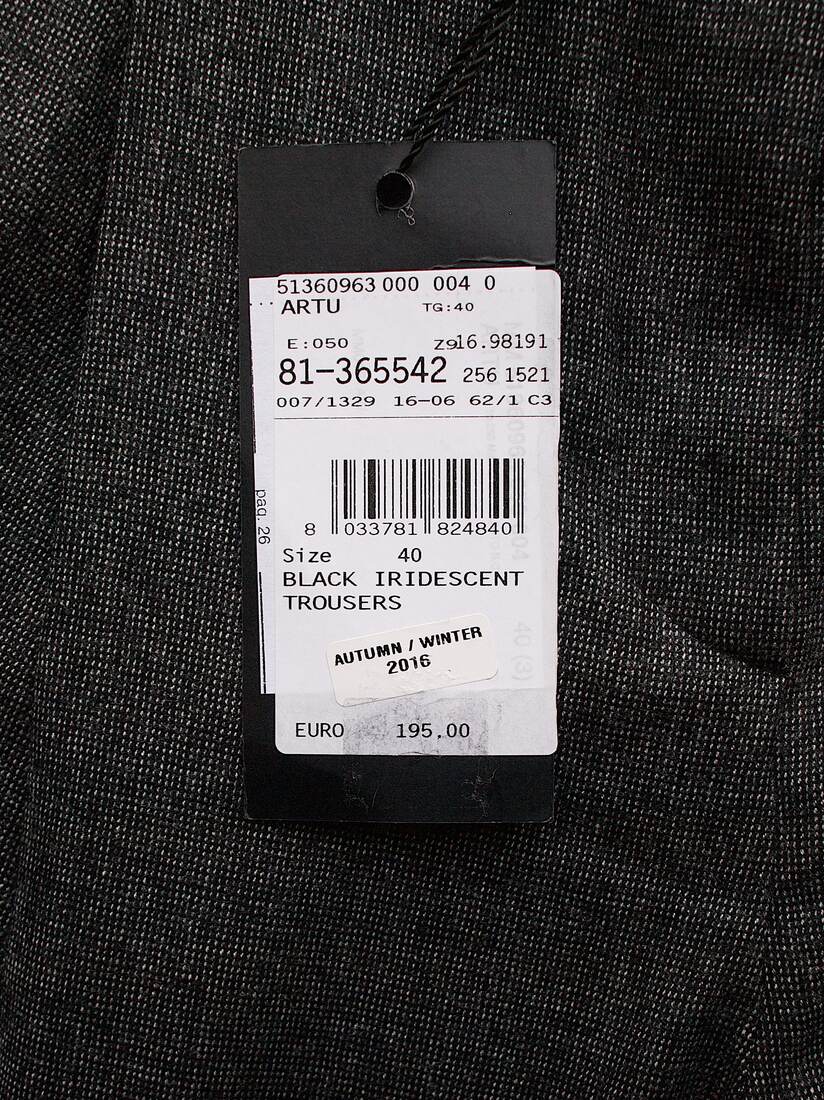 51360963 000 004 0
ARTU TG:40
E:050 Z916.98191
81-365542 256 1521
007/1329 16-06 62/1 C3
pag. 26
8 033781 824840
Size 40
BLACK IRIDESCENT
TROUSERS
AUTUMN / WINTER
2016
EURO 195.00